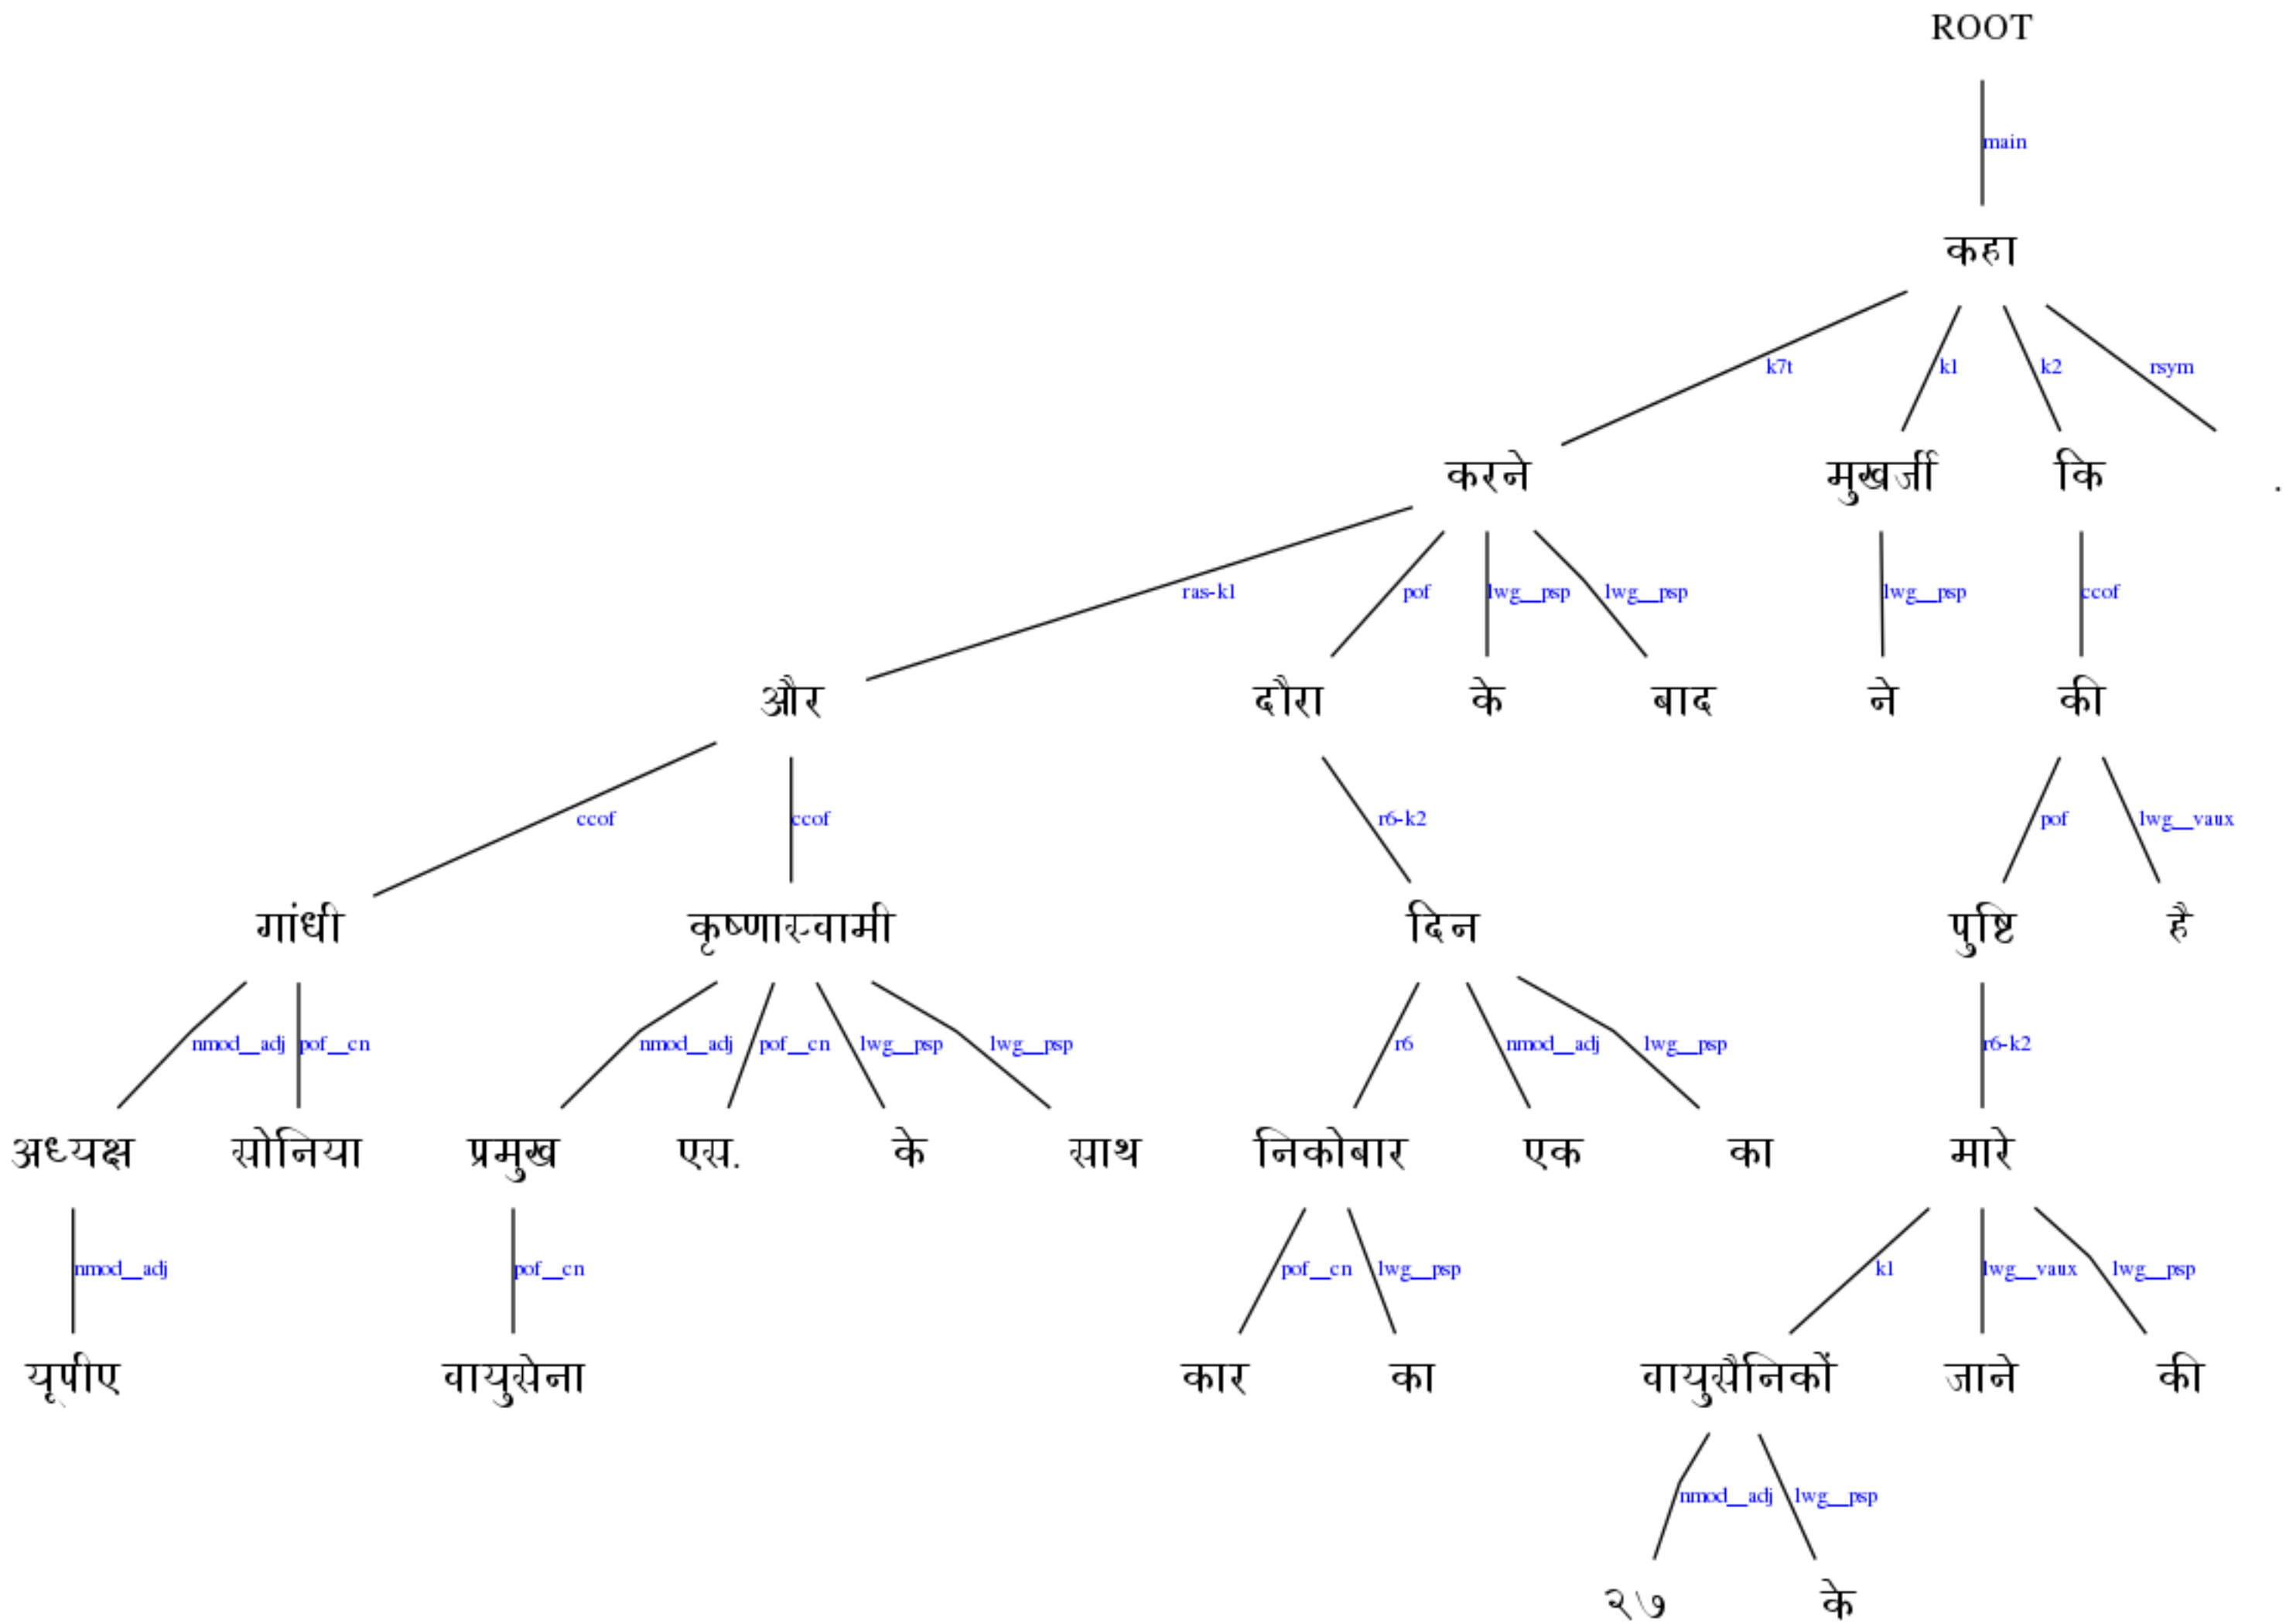 ROOT
main
कहा
k7t k1 k2 rsym
करने मुखर्जी कि .
ras-k1 pof lwg__psp lwg__psp lwg__psp ccof
और दौरा के बाद ने की
ccof ccof r6-k2 pof lwg__vaux
गांधी कृष्णास्वामी दिन पुष्टि है
nmod__adj pof__cn nmod__adj pof__cn lwg__psp lwg__psp r6 nmod__adj lwg__psp r6-k2
अध्यक्ष सोनिया प्रमुख एस. के साथ निकोबार एक का मारे
nmod__adj pof__cn pof__cn lwg__psp k1 lwg__vaux lwg__psp
यूपीए वायुसेना कार का वायुसैनिकों जाने की
nmod__adj lwg__psp
२७ के